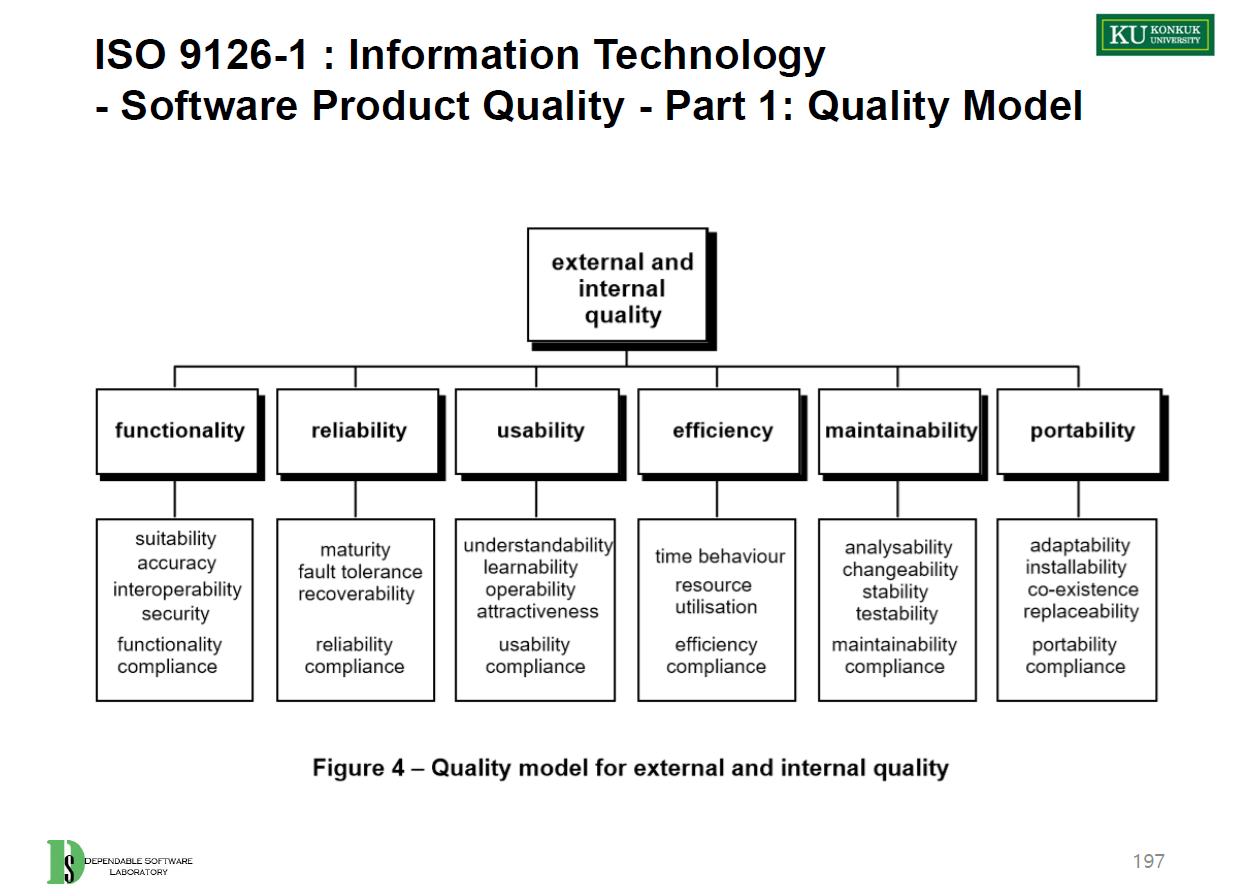 ISO 9126-1 : Information Technology
- Software Product Quality - Part 1: Quality Model
KU KONKUK
UNIVERSITY
external and
internal
quality
functionality
reliability
usability
efficiency
maintainability
portability
suitability
accuracy
interoperability
security
functionality
compliance
maturity
fault tolerance
recoverability
reliability
compliance
understandability
learnability
operability
attractiveness
usability
compliance
time behaviour
resource
utilisation
efficiency
compliance
analysability
changeability
stability
testability
maintainability
compliance
adaptability
installability
co-existence
replaceability
portability
compliance
Figure 4 – Quality model for external and internal quality
DS
DEPENDABLE SOFTWARE
LABORATORY
197